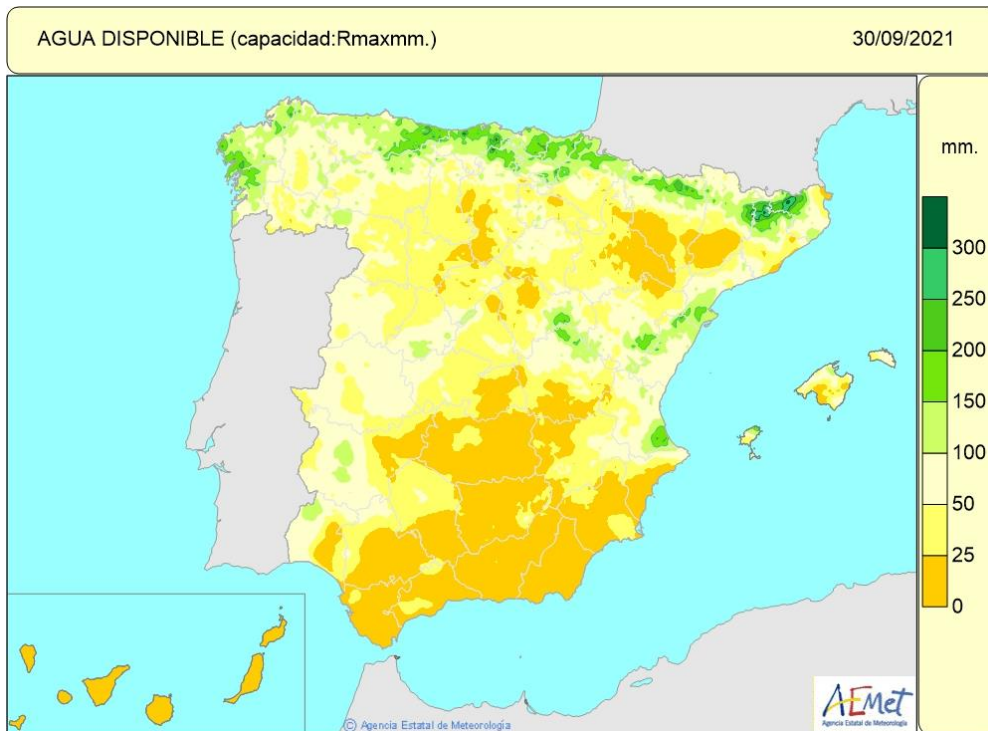 AGUA DISPONIBLE (capacidad:Rmaxmm.) 30/09/2021
mm.
300
250
200
150
100
50
25
0
AEMet
Agencia Estatal de Meteorología
© Agencia Estatal de Meteorología